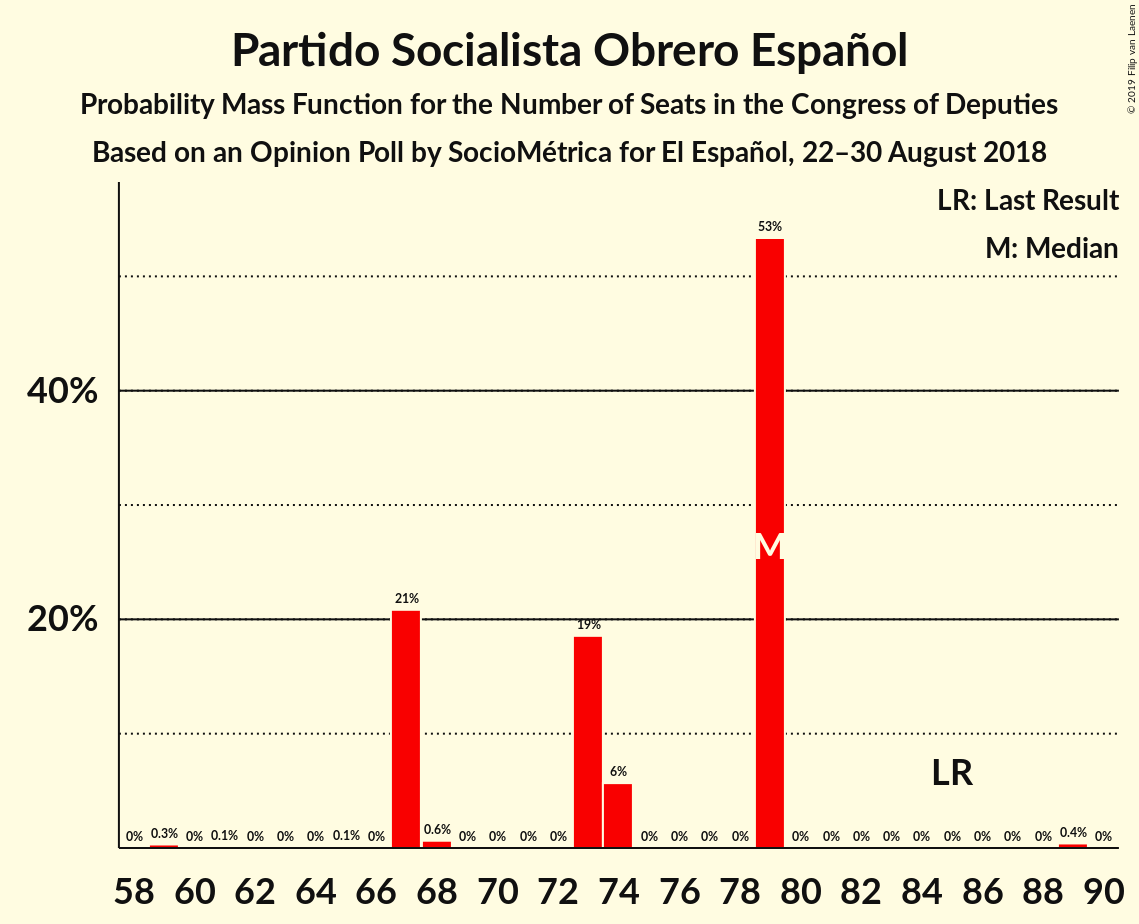 Partido Socialista Obrero Español
Probability Mass Function for the Number of Seats in the Congress of Deputies
Based on an Opinion Poll by SocioMétrica for El Español, 22–30 August 2018
© 2019 Filip van Laenen
LR: Last Result
M: Median
53%
40%
M
21%
20%
19%
LR
6%
0% 0.3% 0% 0.1% 0% 0% 0% 0.1% 0% 0.6% 0% 0% 0% 0% 0% 0% 0% 0% 0% 0% 0% 0% 0% 0% 0% 0% 0% 0.4% 0%
58 60 62 64 66 68 70 72 74 76 78 80 82 84 86 88 90